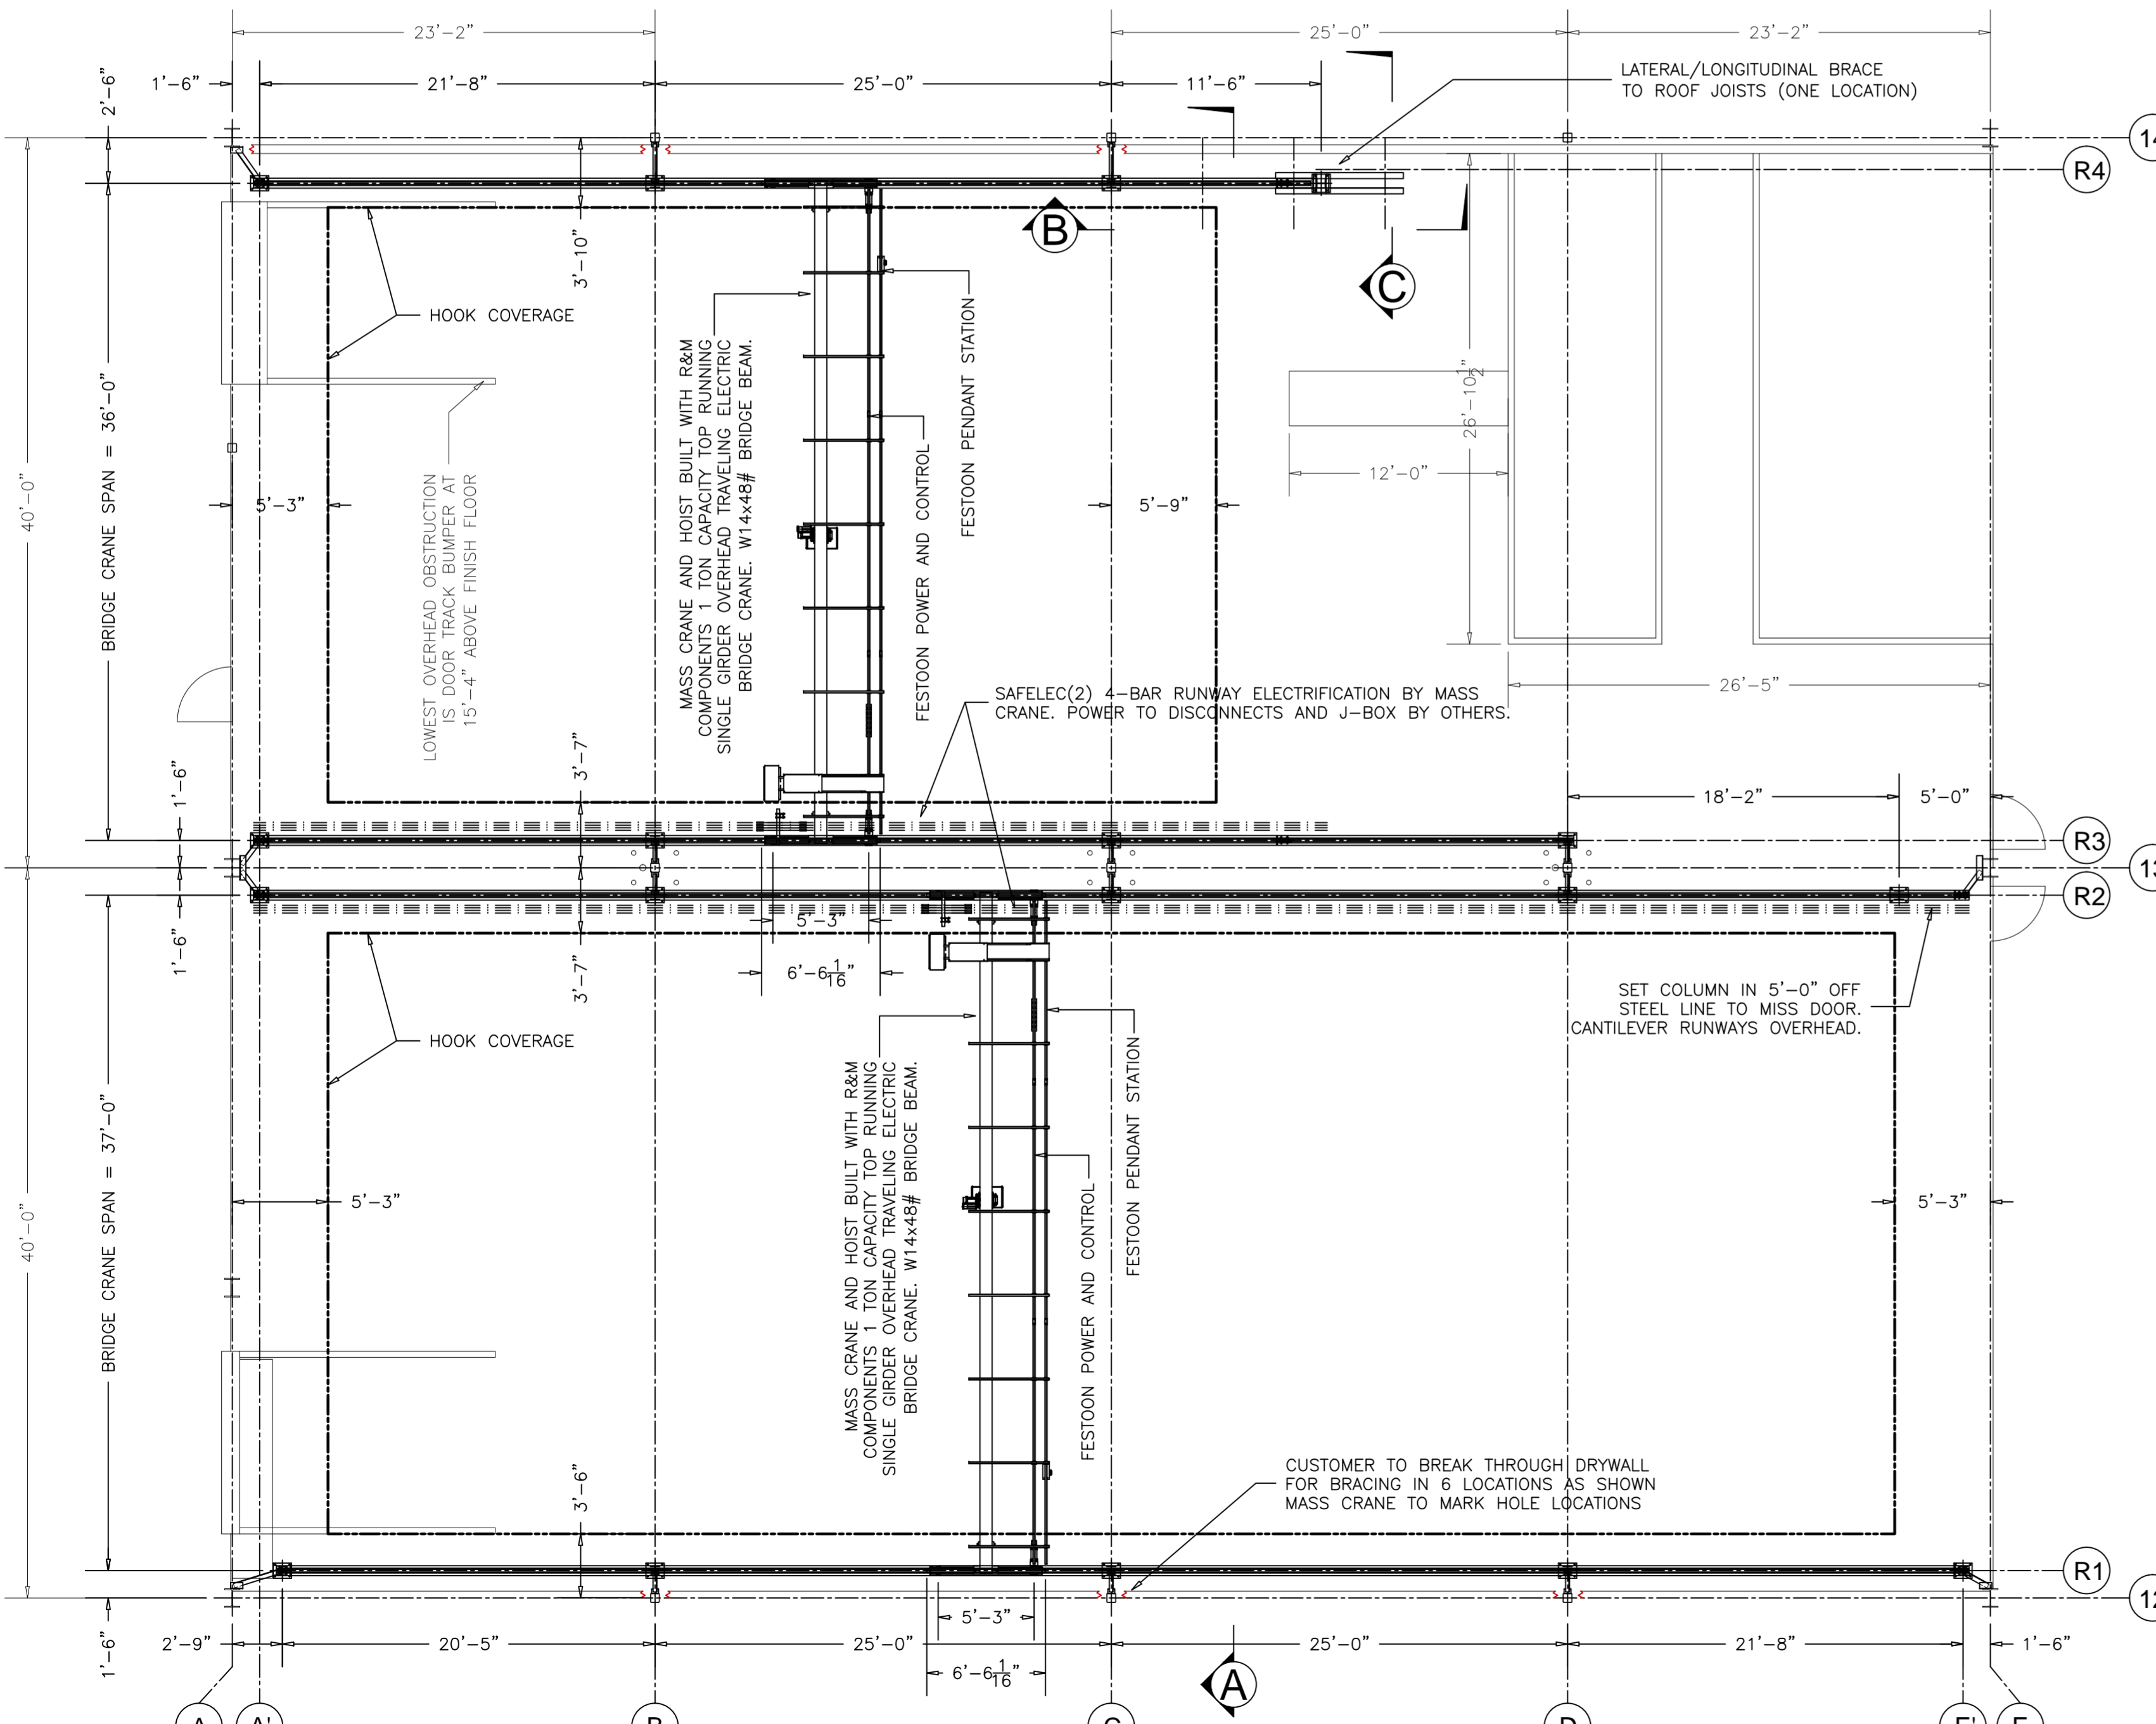 23'-2"
25'-0"
23'-2"
2'-6"
1'-6"
21'-8"
25'-0"
11'-6"
LATERAL/LONGITUDINAL BRACE
TO ROOF JOISTS (ONE LOCATION)
14
R4
B
C
3'-10"
HOOK COVERAGE
BRIDGE CRANE SPAN = 36'-0"
40'-0"
LOWEST OVERHEAD OBSTRUCTION
IS DOOR TRACK BUMPER AT
15'-4" ABOVE FINISH FLOOR
MASS CRANE AND HOIST BUILT WITH R&M
COMPONENTS 1 TON CAPACITY TOP RUNNING
SINGLE GIRDER OVERHEAD TRAVELING ELECTRIC
BRIDGE CRANE. W14x48# BRIDGE BEAM.
FESTOON POWER AND CONTROL
FESTOON PENDANT STATION
5'-3"
5'-9"
12'-0"
26'-10 1/2"
26'-5"
SAFELEC(2) 4-BAR RUNWAY ELECTRIFICATION BY MASS
CRANE. POWER TO DISCONNECTS AND J-BOX BY OTHERS.
3'-7"
1'-6"
18'-2"
5'-0"
R3
13
R2
1'-6"
3'-7"
5'-3"
6'-6 1/16"
SET COLUMN IN 5'-0" OFF
STEEL LINE TO MISS DOOR.
CANTILEVER RUNWAYS OVERHEAD.
HOOK COVERAGE
BRIDGE CRANE SPAN = 37'-0"
40'-0"
5'-3"
MASS CRANE AND HOIST BUILT WITH R&M
COMPONENTS 1 TON CAPACITY TOP RUNNING
SINGLE GIRDER OVERHEAD TRAVELING ELECTRIC
BRIDGE CRANE. W14x48# BRIDGE BEAM.
FESTOON POWER AND CONTROL
FESTOON PENDANT STATION
5'-3"
3'-6"
CUSTOMER TO BREAK THROUGH DRYWALL
FOR BRACING IN 6 LOCATIONS AS SHOWN
MASS CRANE TO MARK HOLE LOCATIONS
R1
12
1'-6"
2'-9"
20'-5"
25'-0"
5'-3"
6'-6 1/16"
25'-0"
21'-8"
1'-6"
A
A
A'
C
D